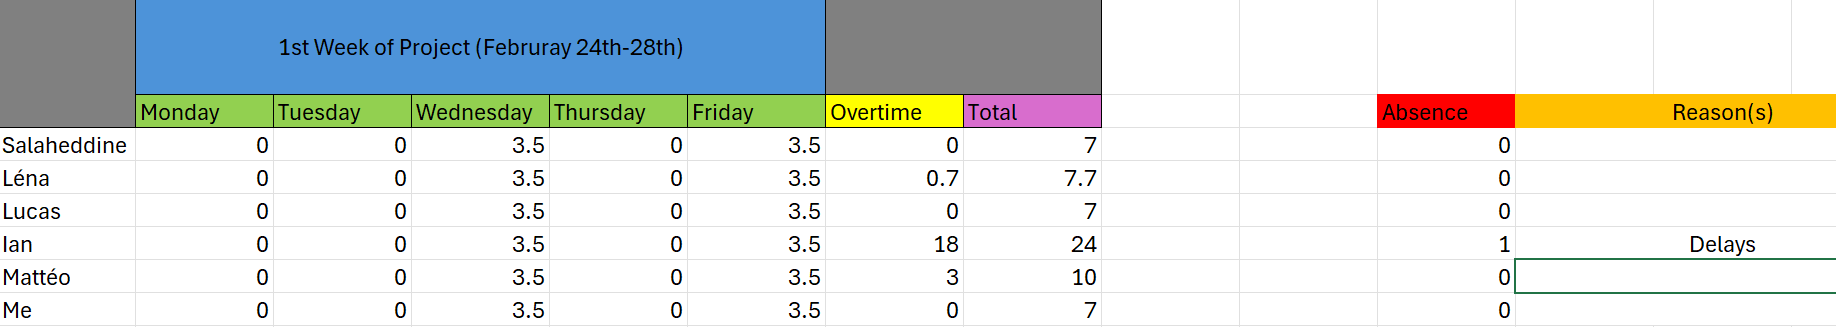 1st Week of Project (Februray 24th-28th)
Monday Tuesday Wednesday Thursday Friday Overtime Total Absence Reason(s)
Salaheddine 0 0 3.5 0 3.5 0 7 0
Léna 0 0 3.5 0 3.5 0.7 7.7 0
Lucas 0 0 3.5 0 3.5 0 7 0
Ian 0 0 3.5 0 3.5 18 24 1 Delays
Mattéo 0 0 3.5 0 3.5 3 10 0
Me 0 0 3.5 0 3.5 0 7 0